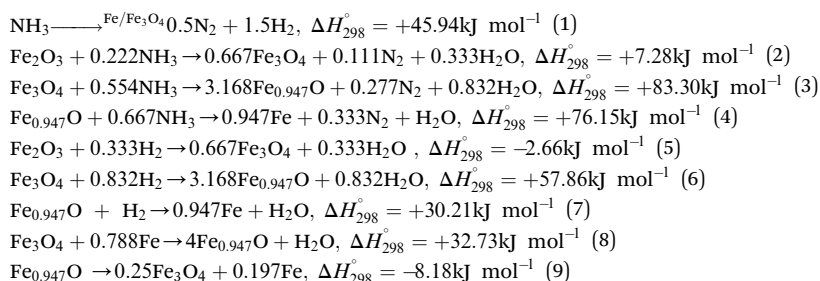 NH₃ ⟶ ^Fe/Fe₃O₄ 0.5N₂ + 1.5H₂, ΔH°₂₉₈ = +45.94kJ mol⁻¹ (1)
Fe₂O₃ + 0.222NH₃→0.667Fe₃O₄ + 0.111N₂ + 0.333H₂O, ΔH°₂₉₈ = +7.28kJ mol⁻¹ (2)
Fe₃O₄ + 0.554NH₃→3.168Fe₀.₉₄₇O + 0.277N₂ + 0.832H₂O, ΔH°₂₉₈ = +83.30kJ mol⁻¹ (3)
Fe₀.₉₄₇O + 0.667NH₃→0.947Fe + 0.333N₂ + H₂O, ΔH°₂₉₈ = +76.15kJ mol⁻¹ (4)
Fe₂O₃ + 0.333H₂→0.667Fe₃O₄ + 0.333H₂O , ΔH°₂₉₈ = −2.66kJ mol⁻¹ (5)
Fe₃O₄ + 0.832H₂→3.168Fe₀.₉₄₇O + 0.832H₂O, ΔH°₂₉₈ = +57.86kJ mol⁻¹ (6)
Fe₀.₉₄₇O + H₂→0.947Fe + H₂O, ΔH°₂₉₈ = +30.21kJ mol⁻¹ (7)
Fe₃O₄ + 0.788Fe→4Fe₀.₉₄₇O + H₂O, ΔH°₂₉₈ = +32.73kJ mol⁻¹ (8)
Fe₀.₉₄₇O →0.25Fe₃O₄ + 0.197Fe, ΔH°₂₉₈ = −8.18kJ mol⁻¹ (9)